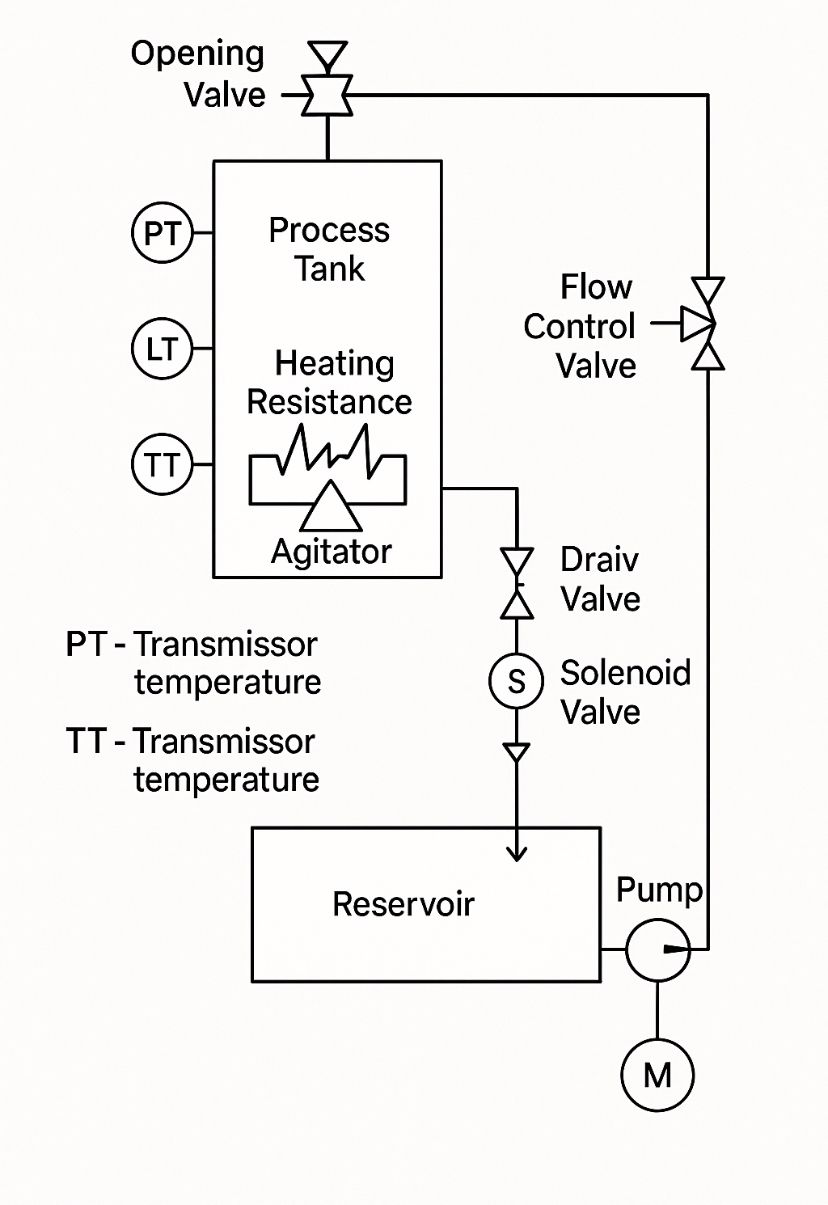 Opening
Valve
PT
Process
Tank
Flow
Control
Valve
LT
Heating
Resistance
TT
Agitator
Draiv
Valve
PT - Transmissor
temperature
S
Solenoid
Valve
TT - Transmissor
temperature
Reservoir
Pump
M